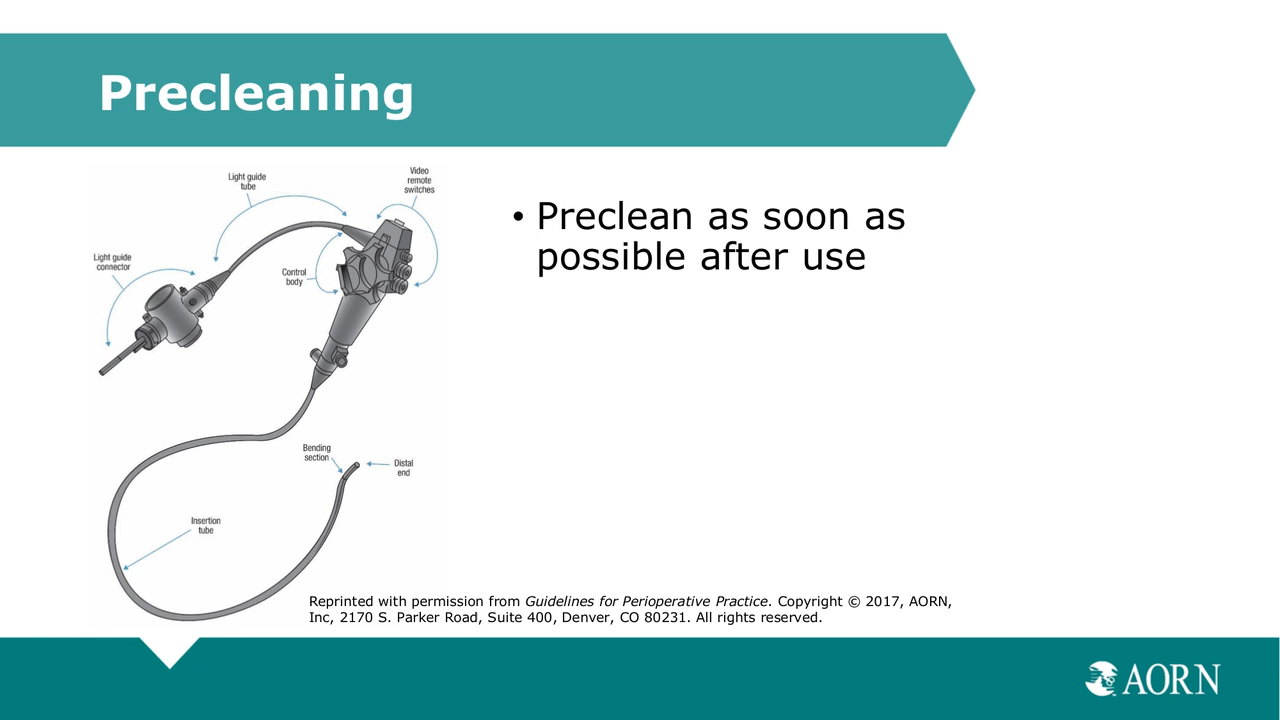 Precleaning
Light guide
tube
Video
remote
switches
Light guide
connector
Control
body
Bending
section
Distal
end
Insertion
tube
• Preclean as soon as
possible after use
Reprinted with permission from Guidelines for Perioperative Practice. Copyright © 2017, AORN,
Inc, 2170 S. Parker Road, Suite 400, Denver, CO 80231. All rights reserved.
AORN